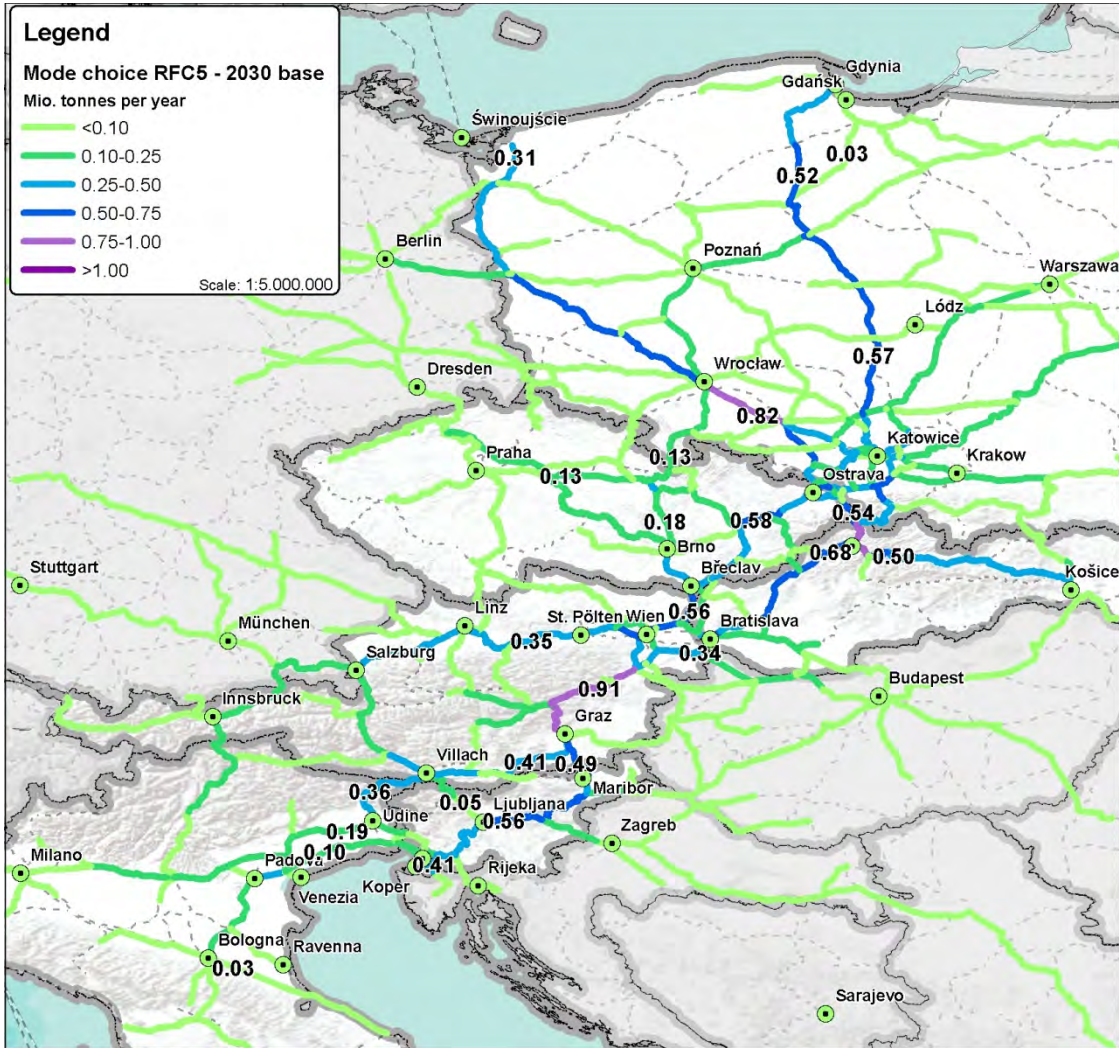 Legend
Mode choice RFC5 - 2030 base
Mio. tonnes per year
<0.10
0.10-0.25
0.25-0.50
0.50-0.75
0.75-1.00
>1.00
Scale: 1:5.000.000
Gdynia
Gdańsk
Świnoujście
0.31
0.03
0.52
Berlin
Poznań
Warszawa
Lódz
0.57
Dresden
Wrocław
0.82
Katowice
Praha
0.13
0.13
Krakow
Ostrava
0.18
0.58
0.54
Brno
0.68
0.50
Stuttgart
Břeclav
Košice
0.56
Linz
St. Pölten
Wien
Bratislava
München
0.35
0.34
Salzburg
0.91
Budapest
Innsbruck
Graz
Villach
0.41
0.49
Maribor
0.36
0.05
Ljubljana
Udine
0.56
0.19
Zagreb
0.10
Milano
Padova
0.41
Rijeka
Venezia
Koper
Bologna
Ravenna
0.03
Sarajevo